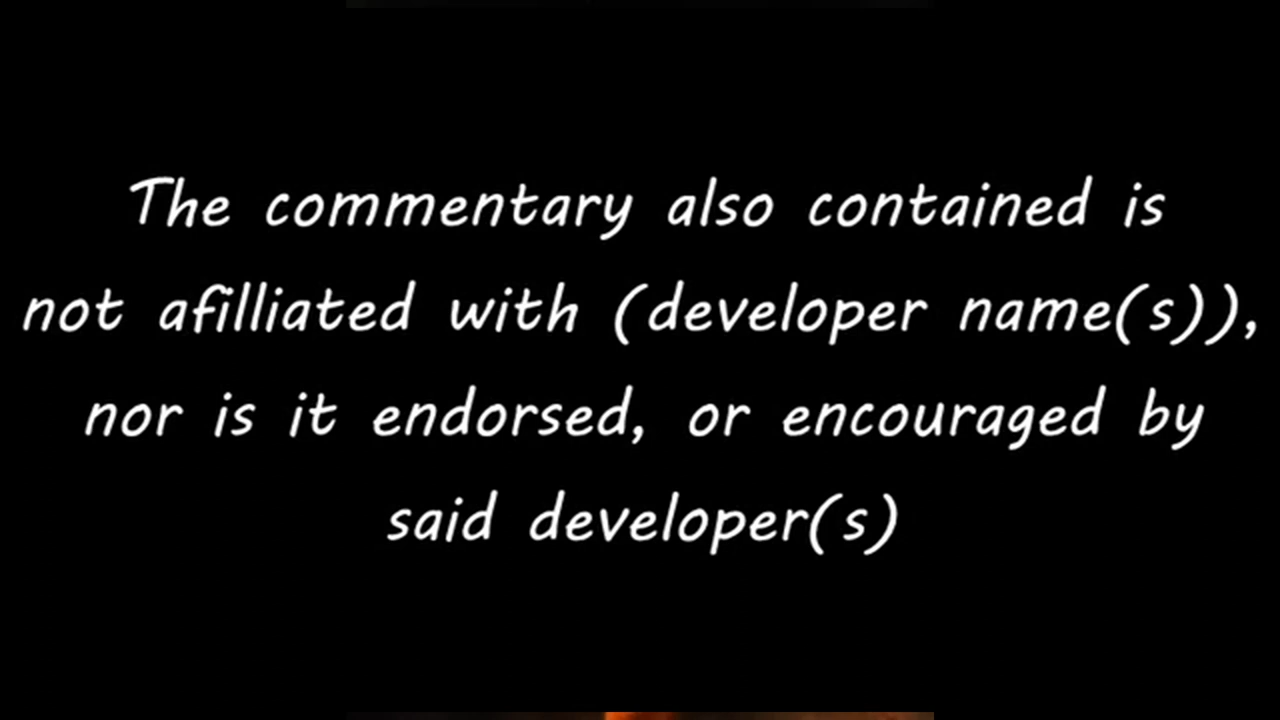 The commentary also contained is
not afilliated with (developer name(s)),
nor is it endorsed, or encouraged by
said developer(s)